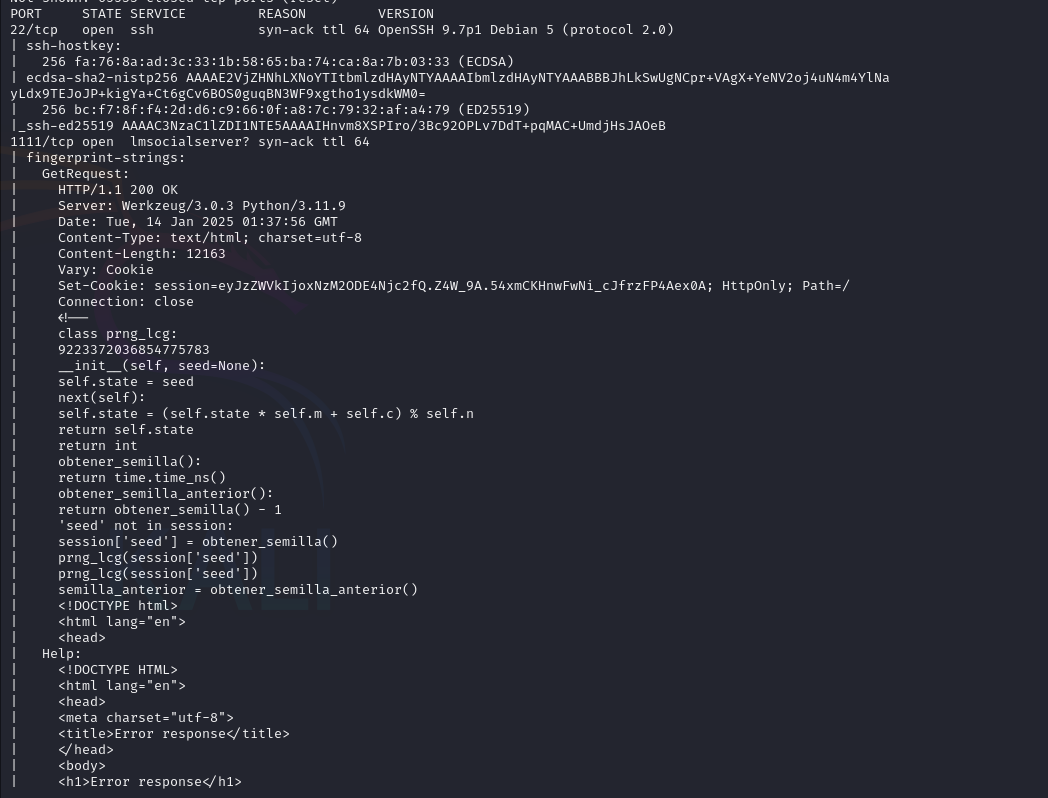 PORT     STATE SERVICE         REASON         VERSION
22/tcp   open  ssh             syn-ack ttl 64 OpenSSH 9.7p1 Debian 5 (protocol 2.0)
| ssh-hostkey:
|   256 fa:76:8a:ad:3c:33:1b:58:65:ba:74:ca:8a:7b:03:33 (ECDSA)
| ecdsa-sha2-nistp256 AAAAE2VjZHNhLXNoYTItbmlzdHAyNTYAAAAIbmlzdHAyNTYAAABBBJhLkSwUgNCpr+VAgX+YeNV2oj4uN4m4YlNa
yLdx9TEJoJP+kigYa+Ct6gCv6BOS0guqBN3WF9xgtho1ysdkWM0=
|   256 bc:f7:8f:f4:2d:d6:c9:66:0f:a8:7c:79:32:af:a4:79 (ED25519)
|_ssh-ed25519 AAAAC3NzaC1lZDI1NTE5AAAAIHnvm8XSPIro/3Bc92OPLv7DdT+pqMAC+UmdjHsJAOeB
1111/tcp open  lmsocialserver? syn-ack ttl 64
| fingerprint-strings:
|   GetRequest:
|     HTTP/1.1 200 OK
|     Server: Werkzeug/3.0.3 Python/3.11.9
|     Date: Tue, 14 Jan 2025 01:37:56 GMT
|     Content-Type: text/html; charset=utf-8
|     Content-Length: 12163
|     Vary: Cookie
|     Set-Cookie: session=eyJzZWVkIjoxNzM2ODE4Njc2fQ.Z4W_9A.54xmCKHnwFwNi_cJfrzFP4Aex0A; HttpOnly; Path=/
|     Connection: close
|     <!--
|     class prng_lcg:
|     9223372036854775783
|     __init__(self, seed=None):
|     self.state = seed
|     next(self):
|     self.state = (self.state * self.m + self.c) % self.n
|     return self.state
|     return int
|     obtener_semilla():
|     return time.time_ns()
|     obtener_semilla_anterior():
|     return obtener_semilla() - 1
|     'seed' not in session:
|     session['seed'] = obtener_semilla()
|     prng_lcg(session['seed'])
|     prng_lcg(session['seed'])
|     semilla_anterior = obtener_semilla_anterior()
|     <!DOCTYPE html>
|     <html lang="en">
|     <head>
|   Help:
|     <!DOCTYPE HTML>
|     <html lang="en">
|     <head>
|     <meta charset="utf-8">
|     <title>Error response</title>
|     </head>
|     <body>
|     <h1>Error response</h1>